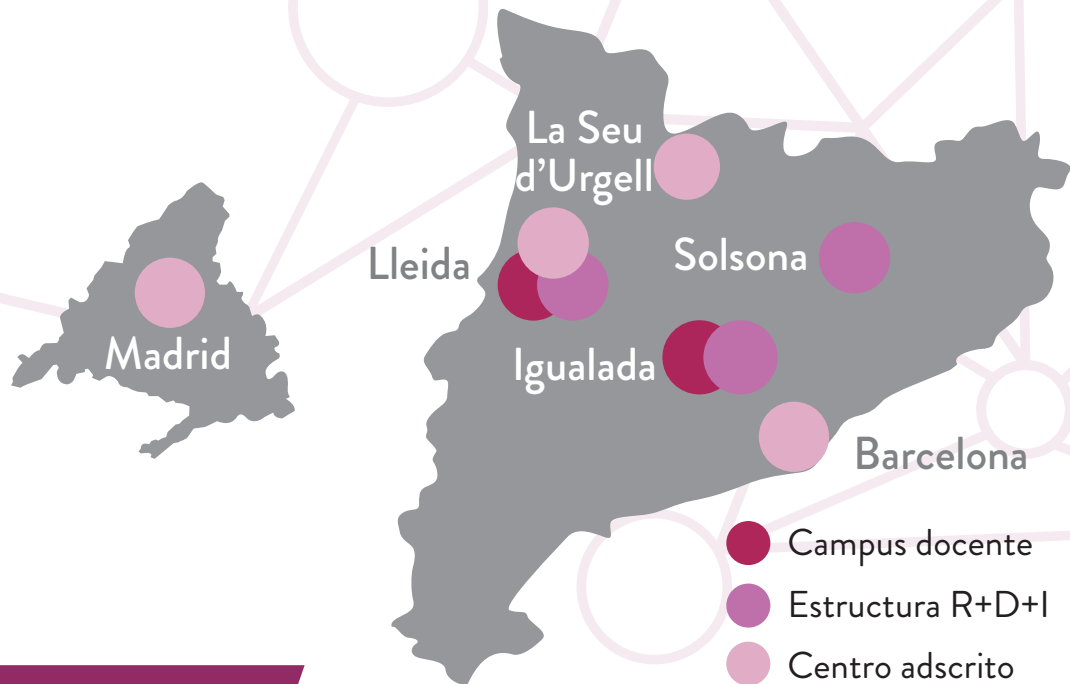 La Seu
d'Urgell
Lleida
Solsona
Madrid
Igualada
Barcelona
Campus docente
Estructura R+D+I
Centro adscrito